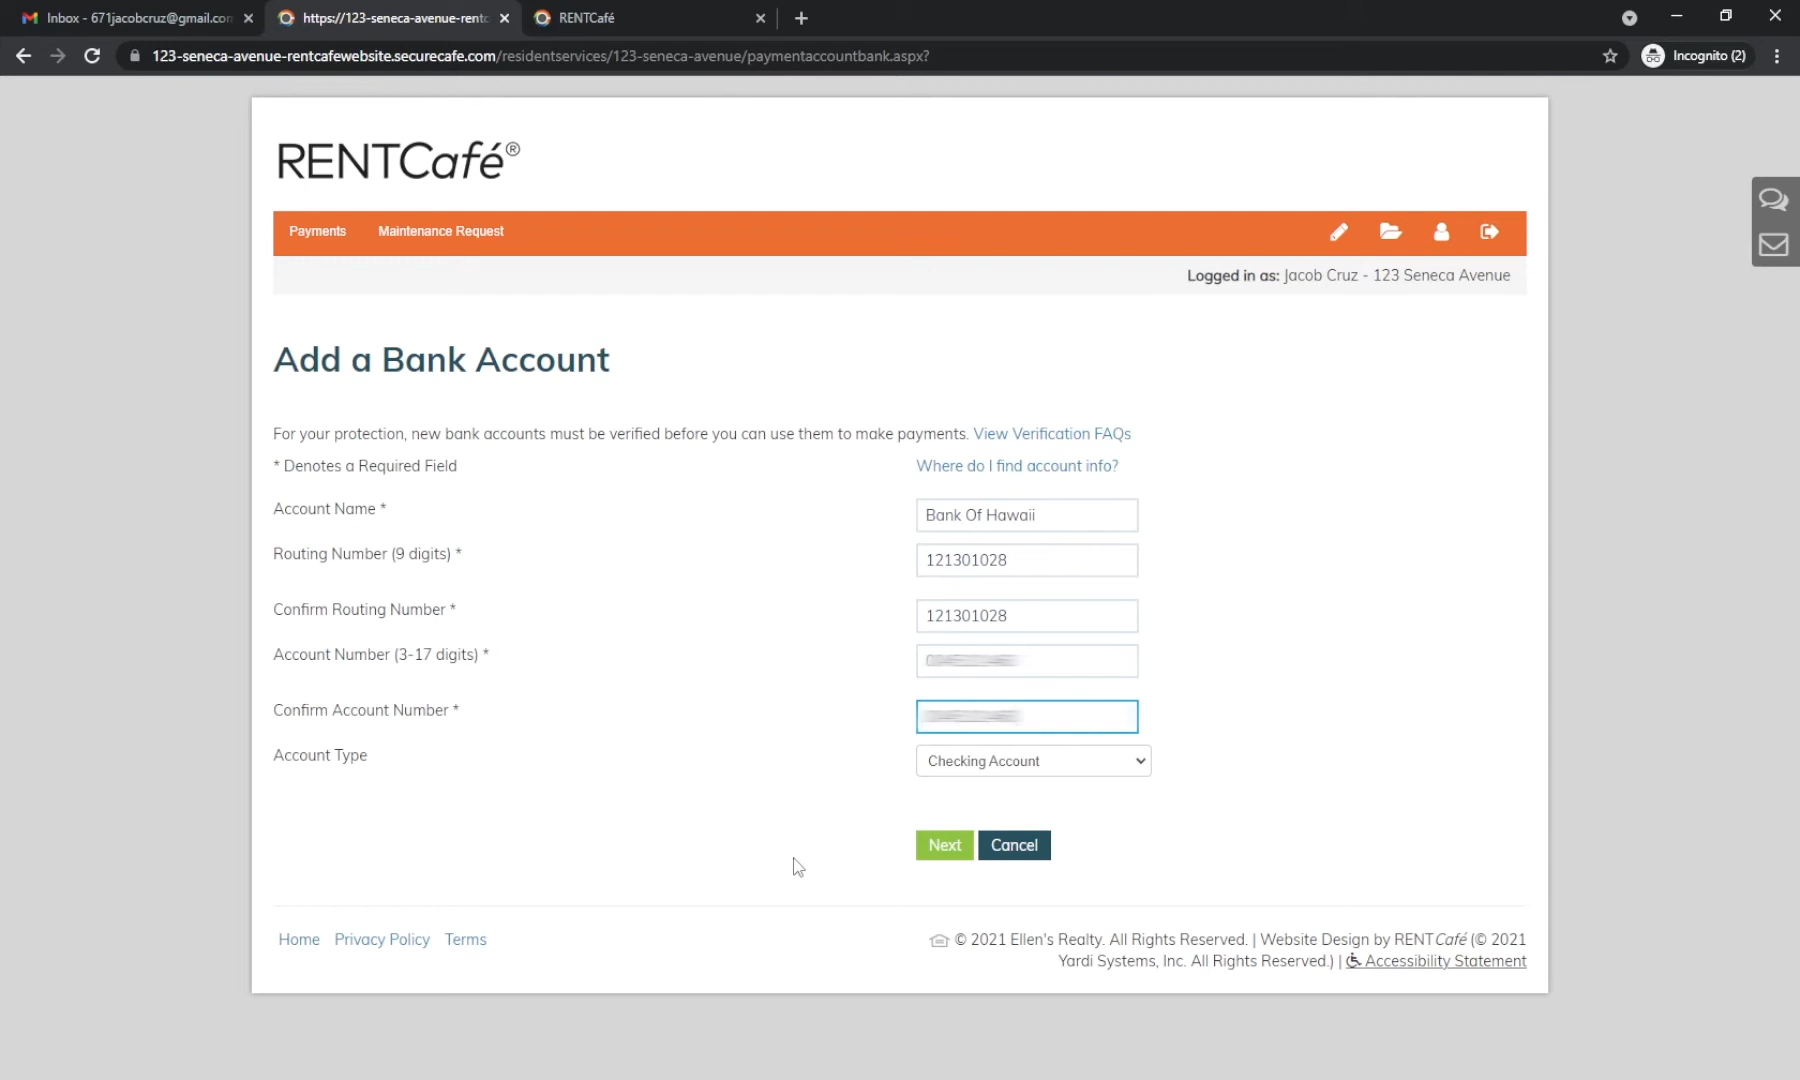 Inbox - 671jacobcruz@gmail.con
https://123-seneca-avenue-rentc
RENTCafé
123-seneca-avenue-rentcafewebsite.securecafe.com/residentservices/123-seneca-avenue/paymentaccountbank.aspx?
Incognito (2)
RENTCafé®
Payments Maintenance Request
Logged in as: Jacob Cruz - 123 Seneca Avenue
Add a Bank Account
For your protection, new bank accounts must be verified before you can use them to make payments. View Verification FAQs
* Denotes a Required Field
Where do I find account info?
Account Name *
Bank Of Hawaii
Routing Number (9 digits) *
121301028
Confirm Routing Number *
121301028
Account Number (3-17 digits) *
Confirm Account Number *
Account Type
Checking Account
Next Cancel
Home Privacy Policy Terms
© 2021 Ellen's Realty. All Rights Reserved. | Website Design by RENTCafé (© 2021
Yardi Systems, Inc. All Rights Reserved.) | Accessibility Statement